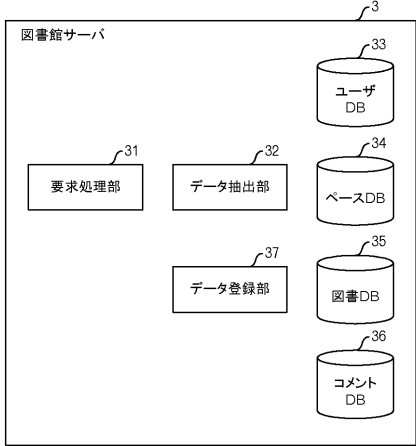 3
図書館サーバ
33
ユーザ
DB
31
要求処理部
32
データ抽出部
34
ペースDB
37
データ登録部
35
図書DB
36
コメント
DB